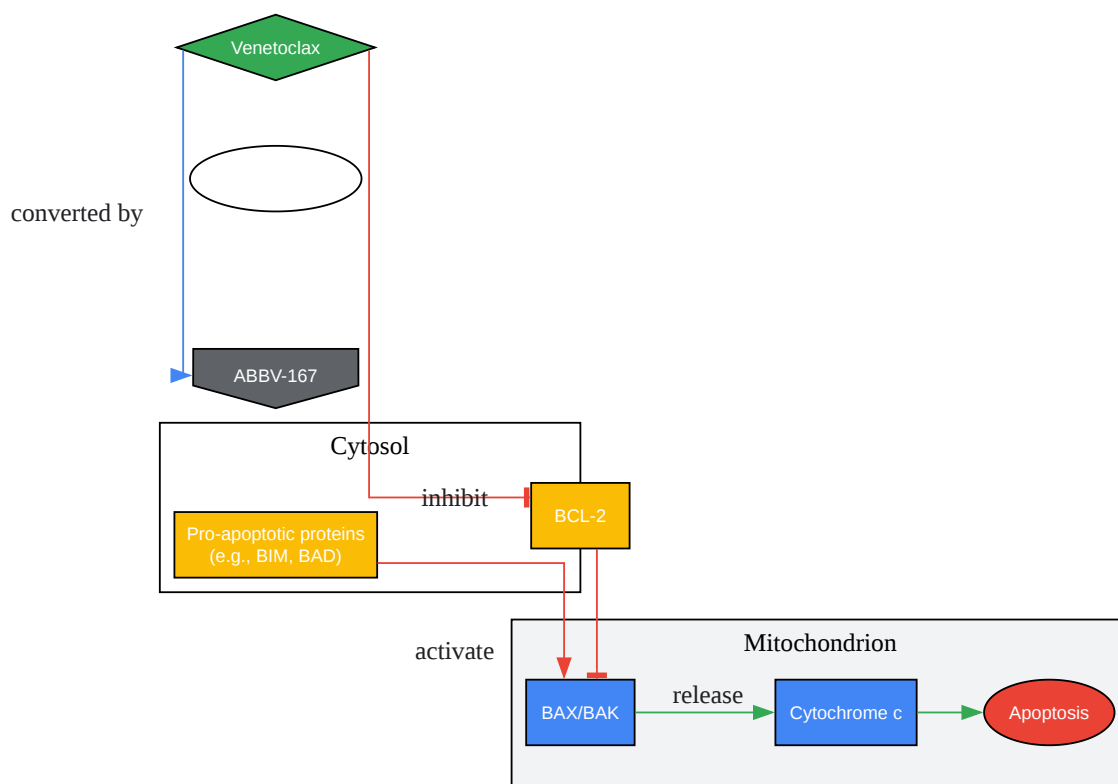 Venetoclax
converted by
ABBV-167
Cytosol
inhibit
BCL-2
Pro-apoptotic proteins
(e.g., BIM, BAD)
activate
Mitochondrion
BAX/BAK
release
Cytochrome c
Apoptosis